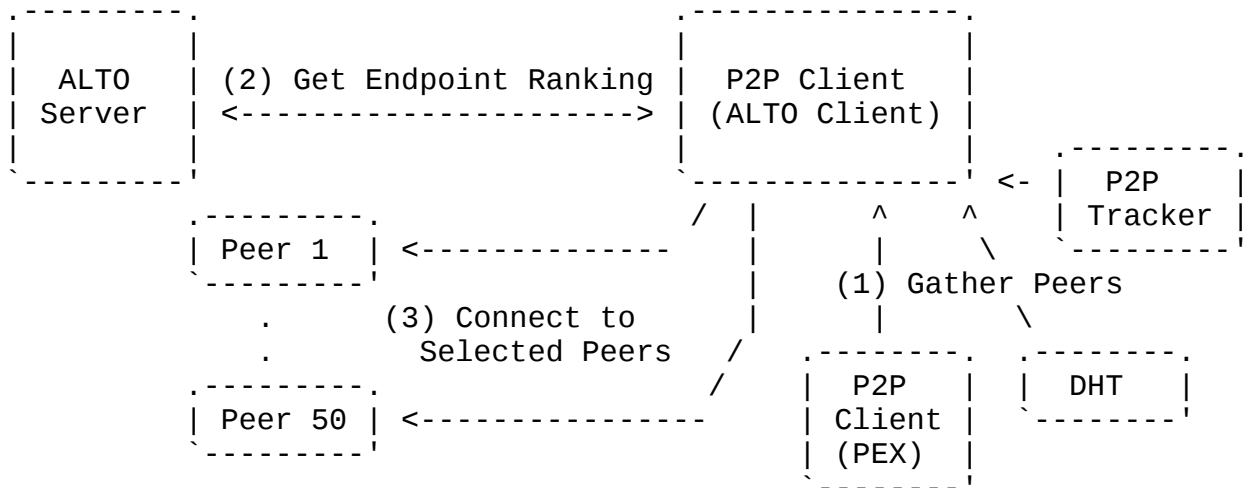 ALTO (2) Get Endpoint Ranking P2P Client
Server (ALTO Client)
P2P
Tracker
Peer 1
(1) Gather Peers
(3) Connect to
Selected Peers
P2P DHT
Peer 50 Client
(PEX)